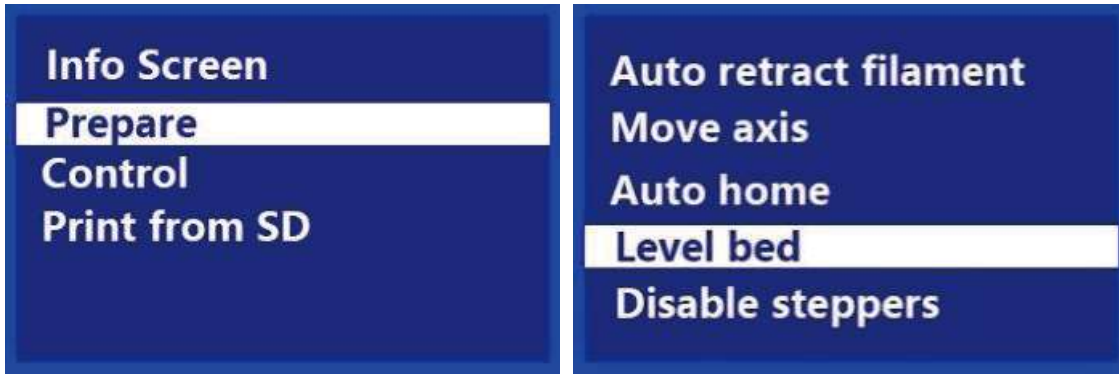 Info Screen
Prepare
Control
Print from SD
Auto retract filament
Move axis
Auto home
Level bed
Disable steppers